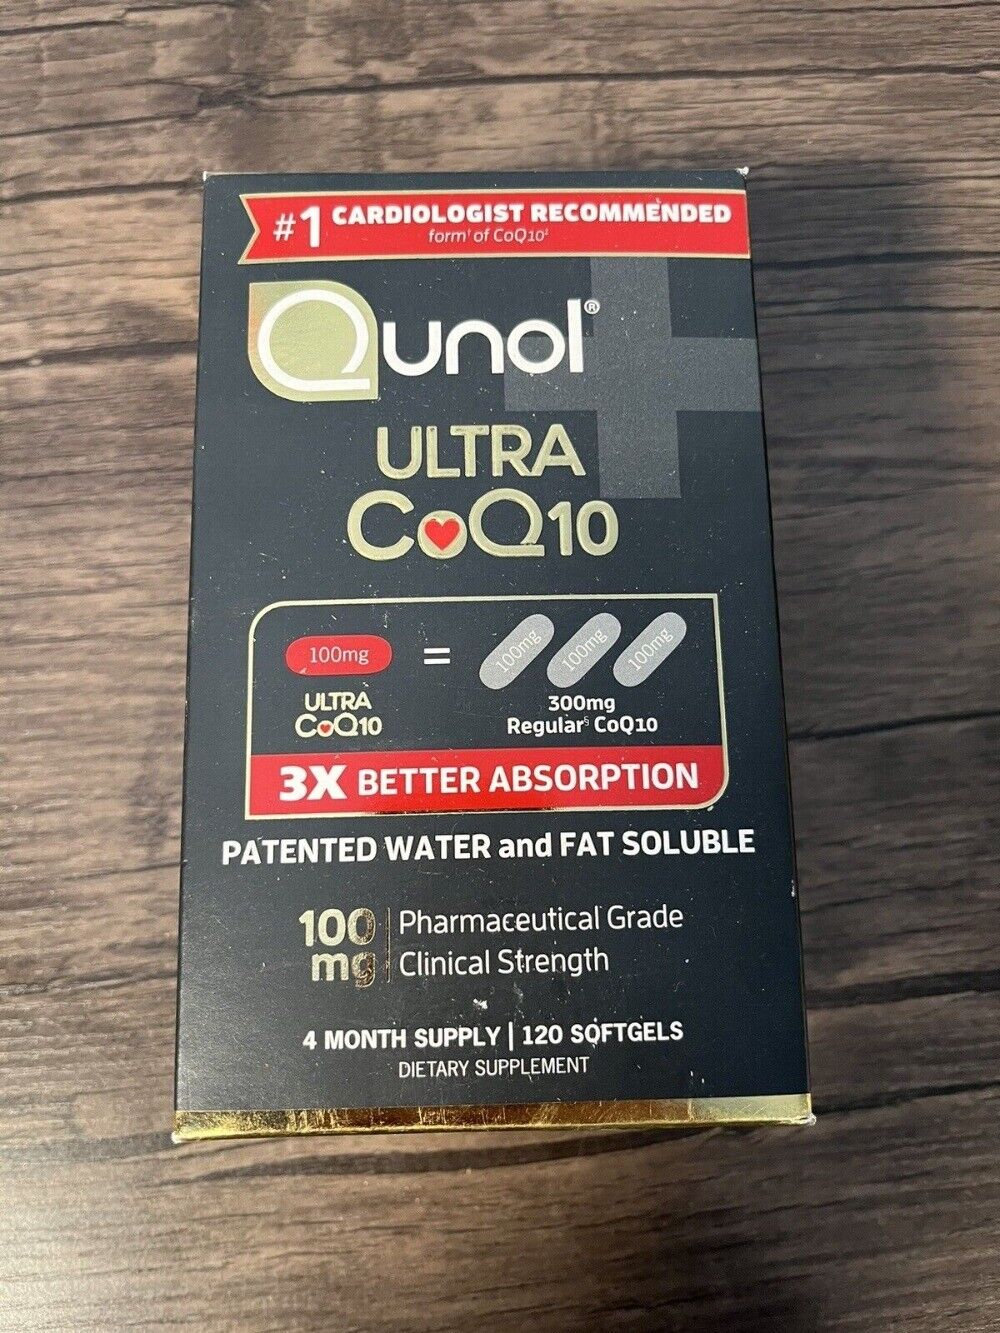 #1 CARDIOLOGIST RECOMMENDED
form† of CoQ10‡
Qunol®
ULTRA
CoQ10
100mg = 100mg 100mg 100mg
ULTRA
CoQ10
300mg
Regular§ CoQ10
3X BETTER ABSORPTION
PATENTED WATER and FAT SOLUBLE
100 mg
Pharmaceutical Grade
Clinical Strength
4 MONTH SUPPLY | 120 SOFTGELS
DIETARY SUPPLEMENT